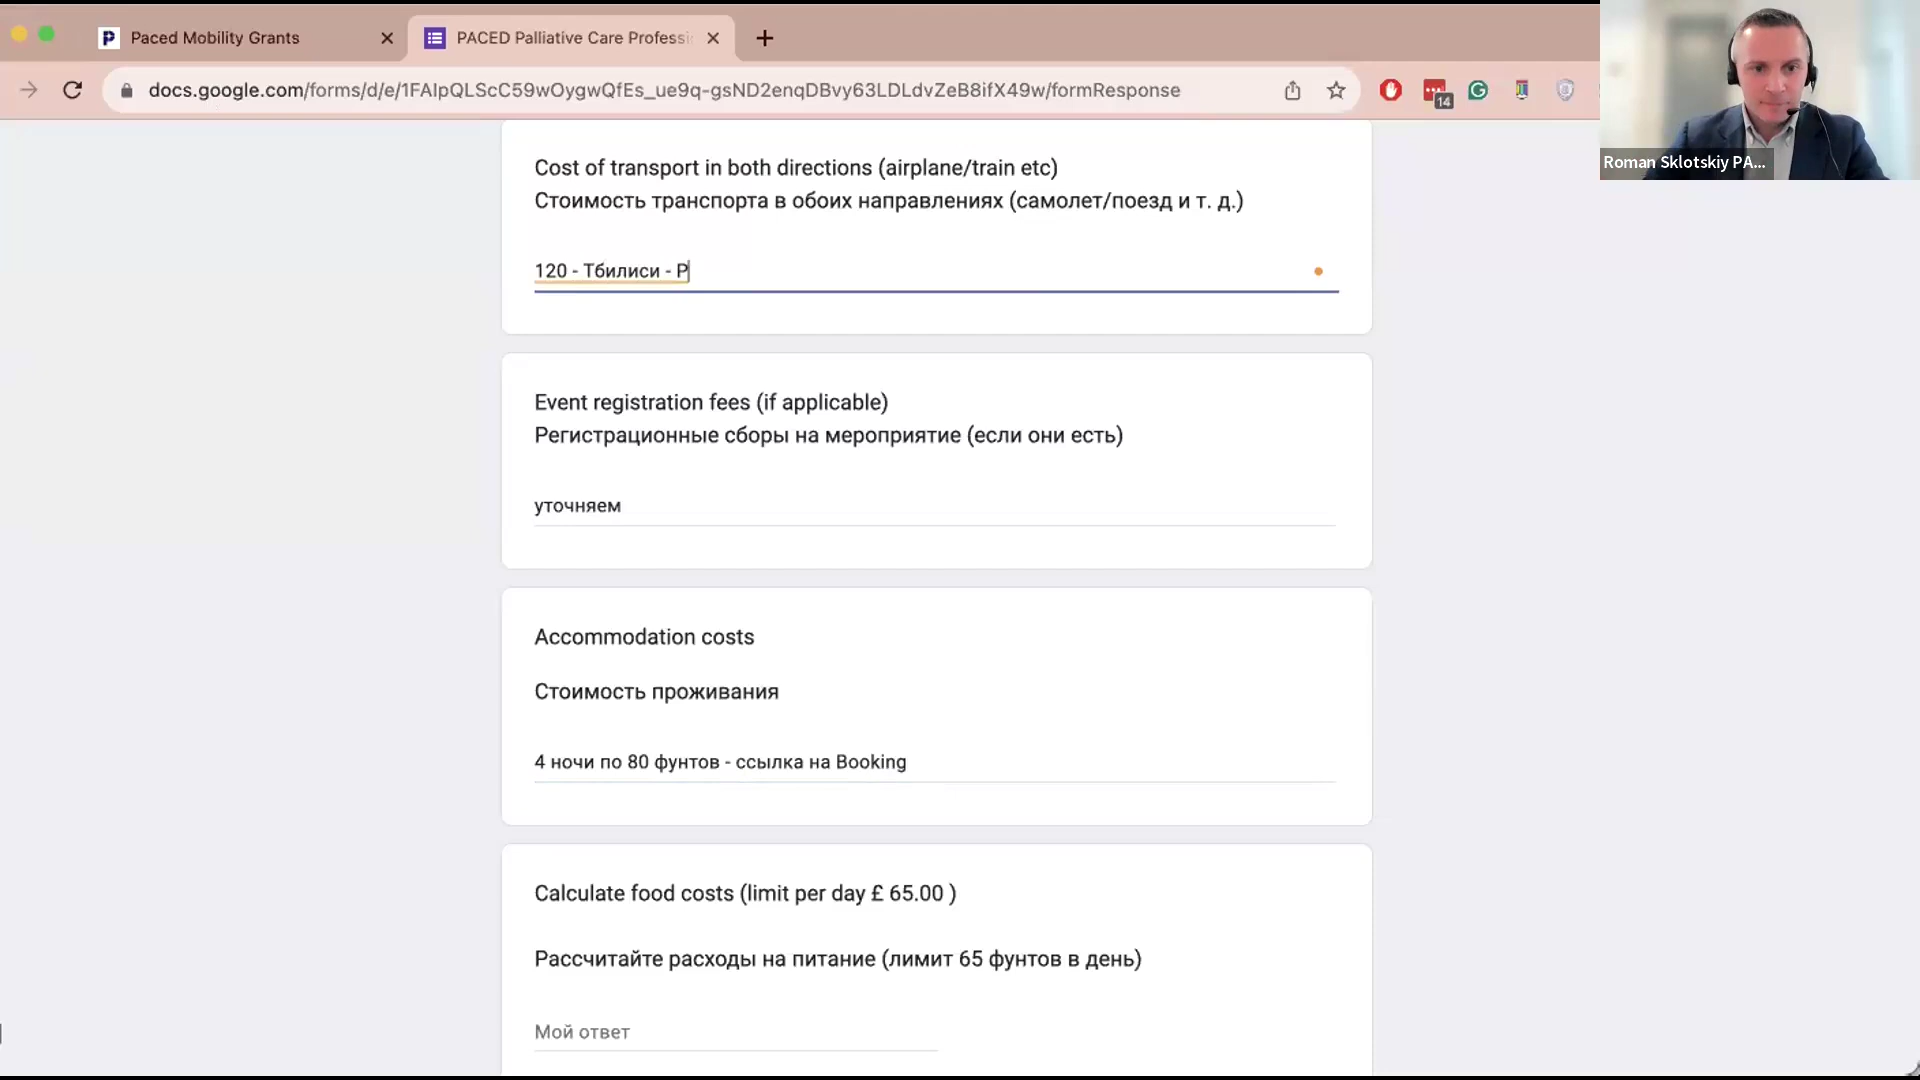 Paced Mobility Grants
PACED Palliative Care Professi
docs.google.com/forms/d/e/1FAIpQLScC59wOygwQfEs_ue9q-gsND2enqDBvy63LDLdvZeB8ifX49w/formResponse
14
Roman Sklotskiy PA...
Cost of transport in both directions (airplane/train etc)
Стоимость транспорта в обоих направлениях (самолет/поезд и т. д.)
120 - Тбилиси - Р
Event registration fees (if applicable)
Регистрационные сборы на мероприятие (если они есть)
уточняем
Accommodation costs
Стоимость проживания
4 ночи по 80 фунтов - ссылка на Booking
Calculate food costs (limit per day £ 65.00 )
Рассчитайте расходы на питание (лимит 65 фунтов в день)
Мой ответ